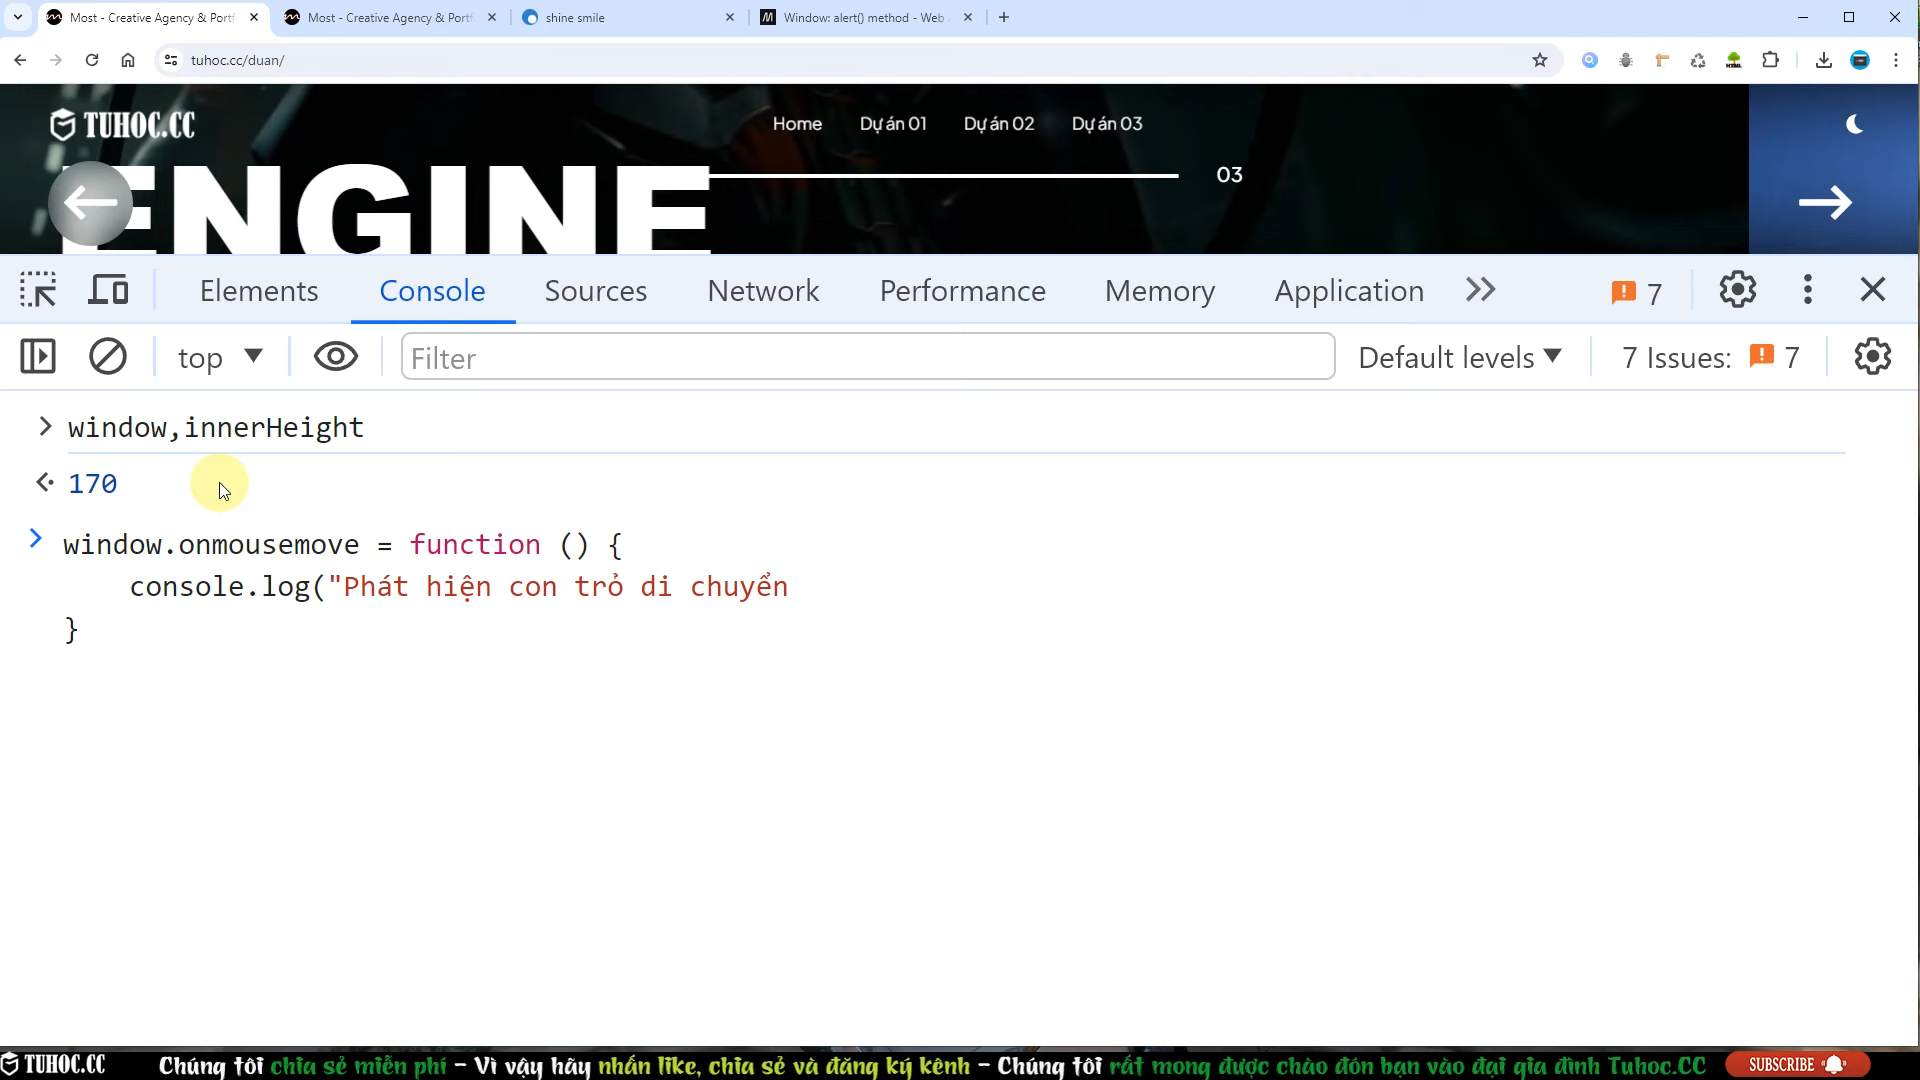 Most - Creative Agency & Portf
Most - Creative Agency & Portf
shine smile
Window: alert() method - Web
tuhoc.cc/duan/
TUHOC.CC
Home
Dự án 01
Dự án 02
Dự án 03
ENGINE
03
Elements
Console
Sources
Network
Performance
Memory
Application
7
top
Filter
Default levels
7 Issues:
7
window,innerHeight
170
window.onmousemove = function () {
console.log("Phát hiện con trỏ di chuyển
}
TUHOC.CC
Chúng tôi chia sẻ miễn phí - Vì vậy hãy nhấn like, chia sẻ và đăng ký kênh - Chúng tôi rất mong được chào đón bạn vào đại gia đình Tuhoc.CC
SUBSCRIBE